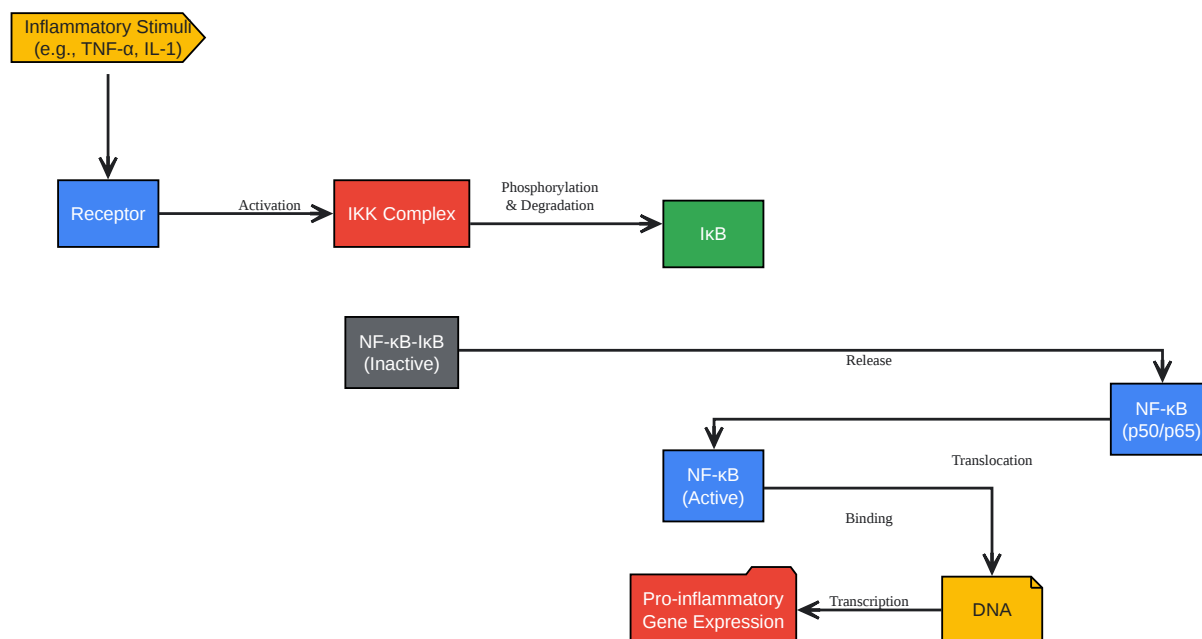 Inflammatory Stimuli
(e.g., TNF-α, IL-1)
Receptor
Activation
IKK Complex
Phosphorylation
& Degradation
IκB
NF-κB-IκB
(Inactive)
Release
NF-κB
(p50/p65)
Translocation
NF-κB
(Active)
Binding
DNA
Transcription
Pro-inflammatory
Gene Expression